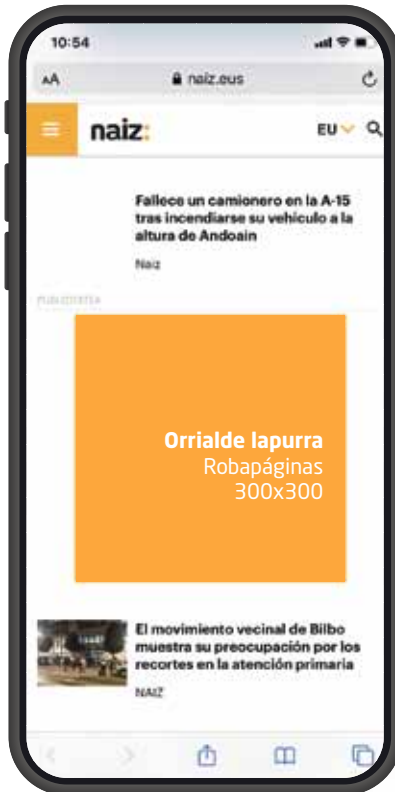 10:54
AA naiz.eus
naiz: EU
Fallece un camionero en la A-15
tras incendiarse su vehículo a la
altura de Andoain
Naiz
PUBLIZITATEA
Orrialde lapurra
Robapáginas
300x300
El movimiento vecinal de Bilbo
muestra su preocupación por los
recortes en la atención primaria
NAIZ